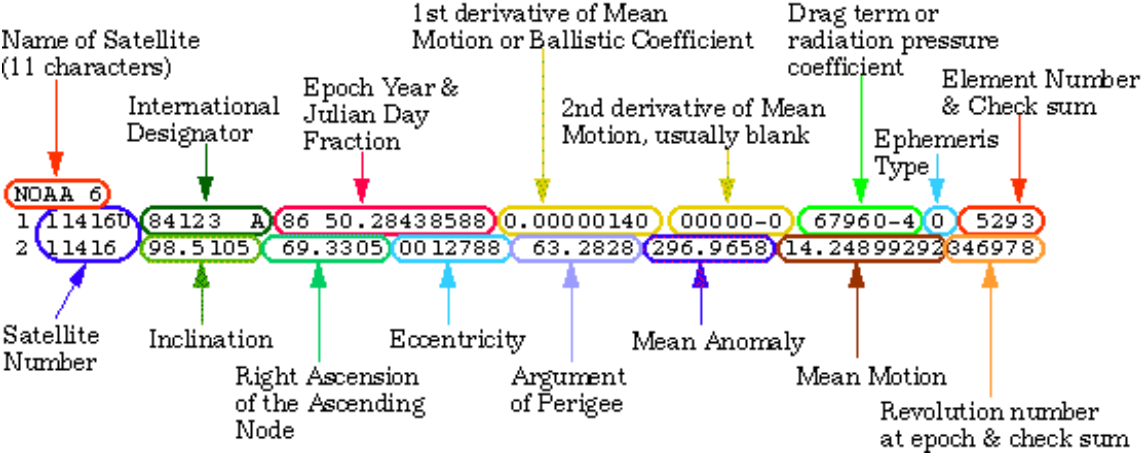 1st derivative of Mean
Motion or Ballistic Coefficient
Drag term or
radiation pressure
coefficient
Name of Satellite
(11 characters)
Element Number
& Check sum
Epoch Year &
Julian Day
Fraction
International
Designator
2nd derivative of Mean
Motion, usually blank
Ephemeris
Type
NOAA 6
1 11416U 84123 A 86 50.28438588 0.00000140 00000-0 67960-4 0 5293
2 11416 98.5105 69.3305 0012788 63.2828 296.9658 14.24899292 346978
Satellite
Number
Inclination
Eccentricity
Mean Anomaly
Right Ascension
of the Ascending
Node
Argument
of Perigee
Mean Motion
Revolution number
at epoch & check sum